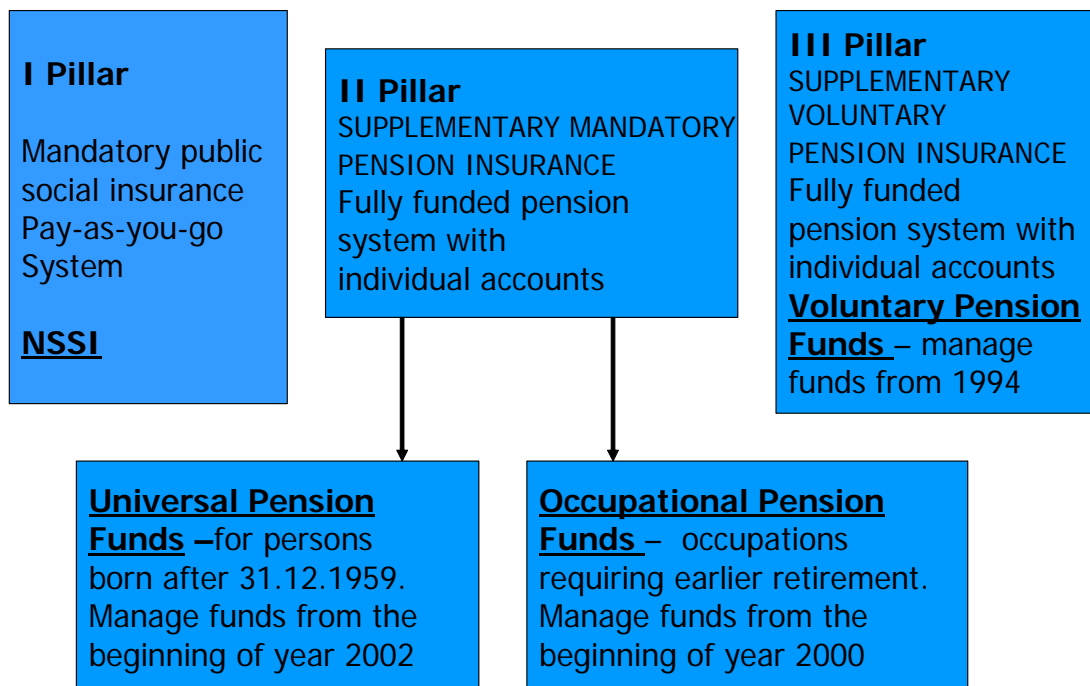 I Pillar
Mandatory public
social insurance
Pay-as-you-go
System
NSSI
II Pillar
SUPPLEMENTARY MANDATORY
PENSION INSURANCE
Fully funded pension
system with
individual accounts
III Pillar
SUPPLEMENTARY
VOLUNTARY
PENSION INSURANCE
Fully funded
pension system with
individual accounts
Voluntary Pension
Funds – manage
funds from 1994
Universal Pension
Funds –for persons
born after 31.12.1959.
Manage funds from the
beginning of year 2002
Occupational Pension
Funds – occupations
requiring earlier retirement.
Manage funds from the
beginning of year 2000